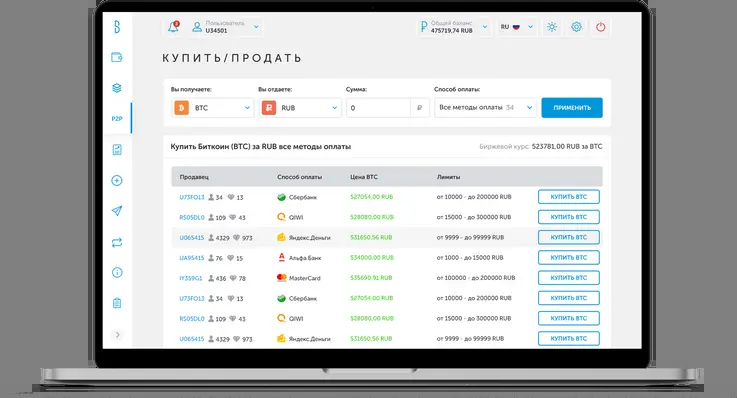 3
Пользователь
U34501
Общий баланс
475719,74 RUB
RU
КУПИТЬ/ПРОДАТЬ
Вы получаете: Вы отдаете: Сумма: Способ оплаты:
BTC RUB 0 ₽ Все методы оплаты 34 ПРИМЕНИТЬ
P2P
Купить Биткоин (BTC) за RUB все методы оплаты Биржевой курс: 523781,00 RUB за BTC
Продавец Способ оплаты Цена BTC Лимиты
U73FO13 34 13 Сбербанк 527054,00 RUB от 10000 - до 200000 RUB КУПИТЬ BTC
RS05DL0 109 43 QIWI 528080,00 RUB от 15000 - до 300000 RUB КУПИТЬ BTC
U065415 4329 973 Яндекс.Деньги 531650,56 RUB от 9999 - до 99999 RUB КУПИТЬ BTC
UA95415 76 15 Альфа.Банк 534000,00 RUB от 1000 - до 15000 RUB КУПИТЬ BTC
IY359G1 436 78 MasterCard 535690.91 RUB от 100000 - до 200000 RUB КУПИТЬ BTC
U73FO13 34 13 Сбербанк 527054,00 RUB от 10000 - до 200000 RUB КУПИТЬ BTC
RS05DL0 109 43 QIWI 528080,00 RUB от 15000 - до 300000 RUB КУПИТЬ BTC
U065415 4329 973 Яндекс.Деньги 531650,56 RUB от 9999 - до 99999 RUB КУПИТЬ BTC